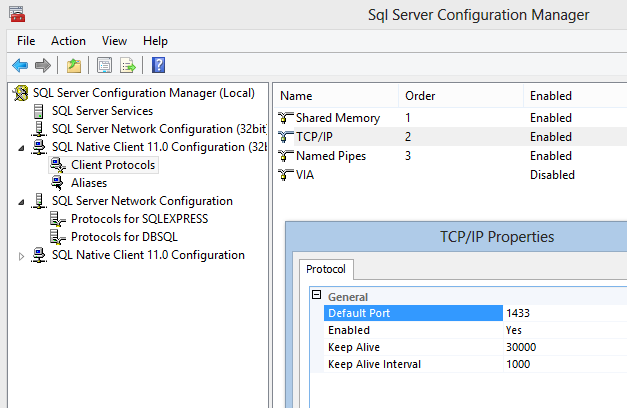 Sql Server Configuration Manager
File Action View Help
SQL Server Configuration Manager (Local)
SQL Server Services
SQL Server Network Configuration (32bit
SQL Native Client 11.0 Configuration (32b
Client Protocols
Aliases
SQL Server Network Configuration
Protocols for SQLEXPRESS
Protocols for DBSQL
SQL Native Client 11.0 Configuration
Name Order Enabled
Shared Memory 1 Enabled
TCP/IP 2 Enabled
Named Pipes 3 Enabled
VIA Disabled
TCP/IP Properties
Protocol
General
Default Port 1433
Enabled Yes
Keep Alive 30000
Keep Alive Interval 1000